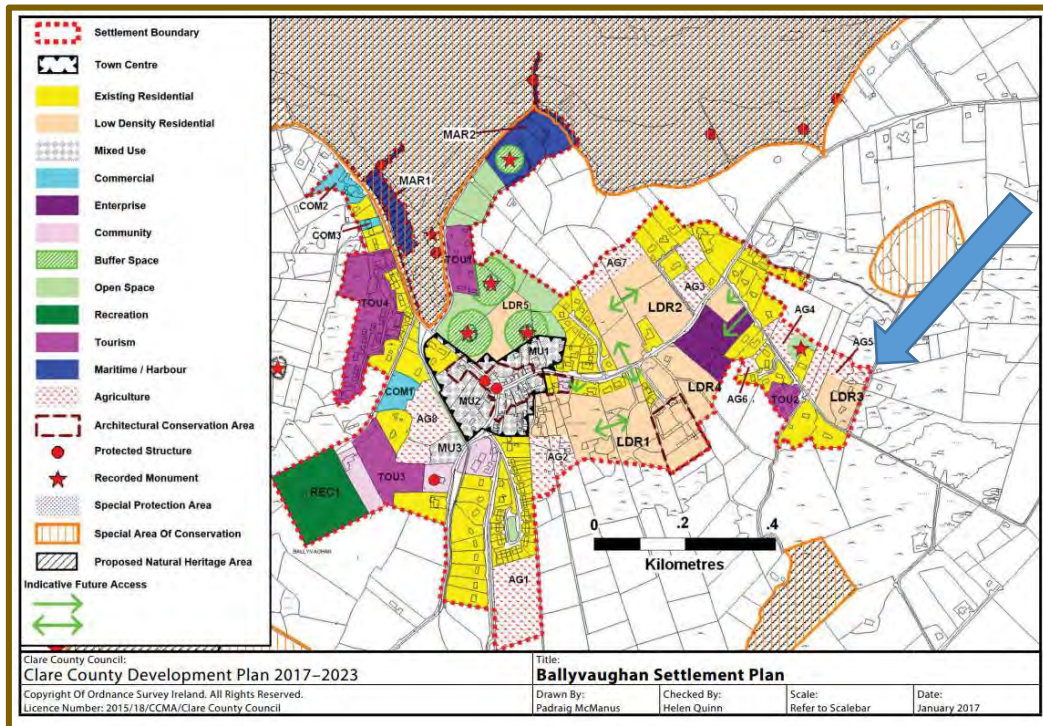 Settlement Boundary
Town Centre
Existing Residential
Low Density Residential
Mixed Use
Commercial
Enterprise
Community
Buffer Space
Open Space
Recreation
Tourism
Maritime / Harbour
Agriculture
Architectural Conservation Area
Protected Structure
Recorded Monument
Special Protection Area
Special Area Of Conservation
Proposed Natural Heritage Area
Indicative Future Access
MAR2
MAR1
COM2
COM3
TOU1
TOU4
LDR5
AG7
AG3
LDR2
AG4
AG5
MU1
COM1
MU2
LDR4
AG6
TOU2
LDR3
AG8
LDR1
MU3
AG2
TOU3
REC1
BALLYVAUGHAN
AG1
0 .2 .4
Kilometres
Clare County Council:
Clare County Development Plan 2017–2023
Copyright Of Ordnance Survey Ireland. All Rights Reserved.
Licence Number: 2015/18/CCMA/Clare County Council
Title:
Ballyvaughan Settlement Plan
Drawn By:
Padraig McManus
Checked By:
Helen Quinn
Scale:
Refer to Scalebar
Date:
January 2017